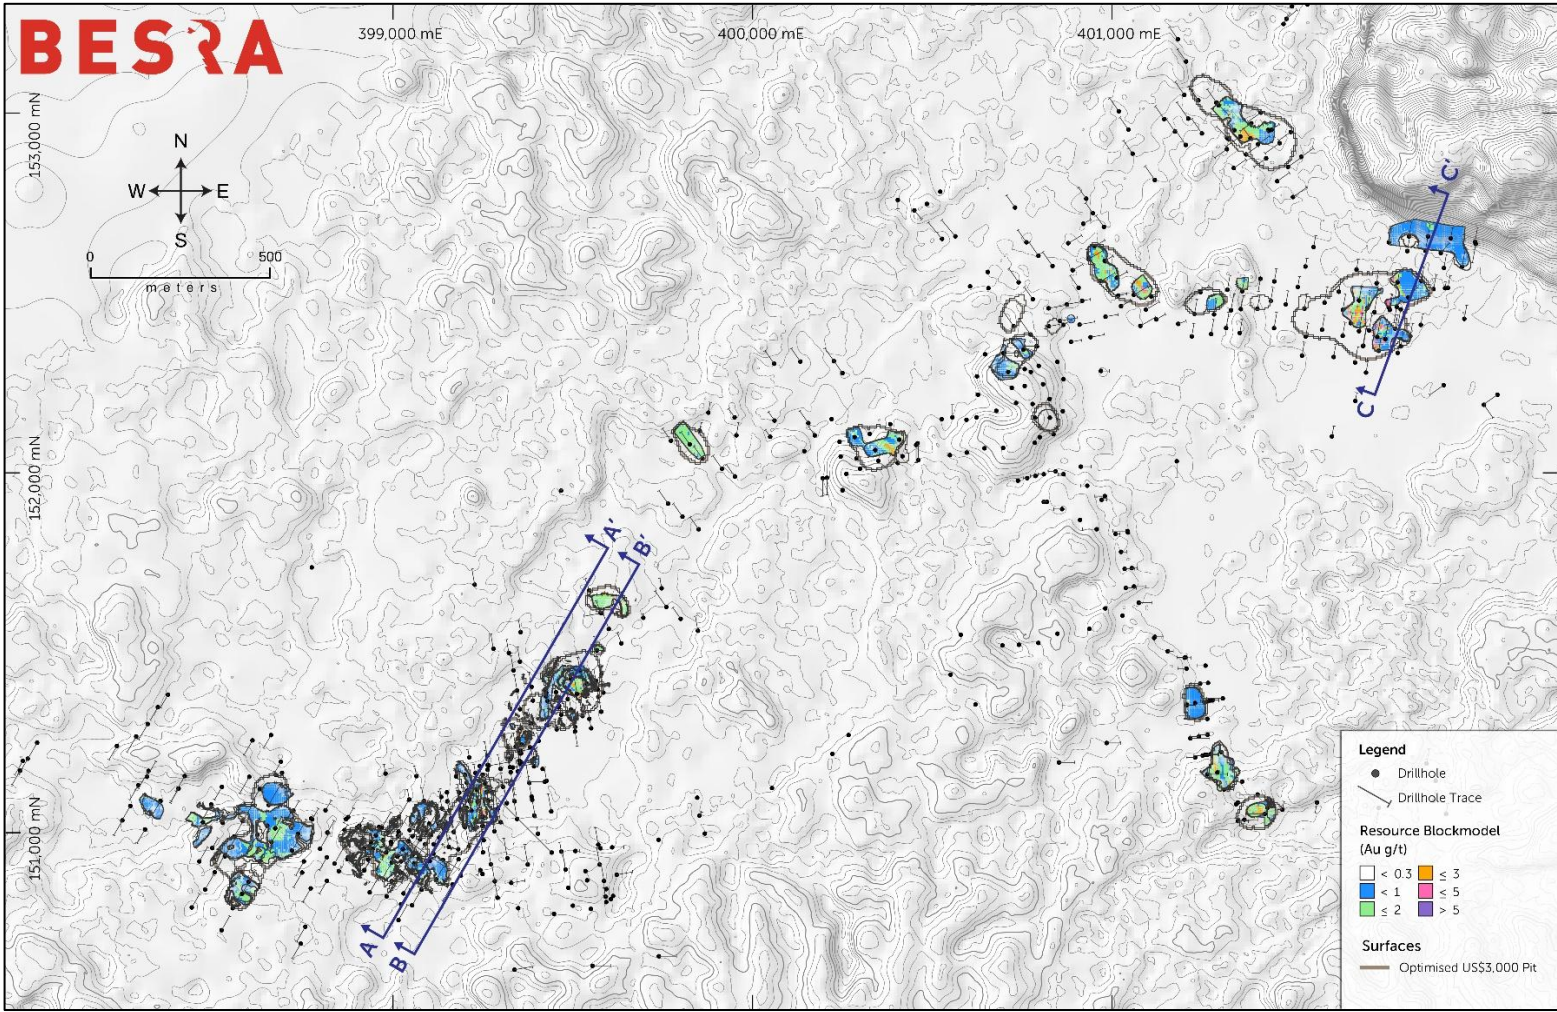 BESRA
399,000 mE
400,000 mE
401,000 mE
153,000 mN
152,000 mN
151,000 mN
N
W E
S
0 500
meters
C'
C
A'
B'
A
B
Legend
Drillhole
Drillhole Trace
Resource Blockmodel
(Au g/t)
< 0.3 ≤ 3
< 1 ≤ 5
≤ 2 > 5
Surfaces
Optimised US$3,000 Pit